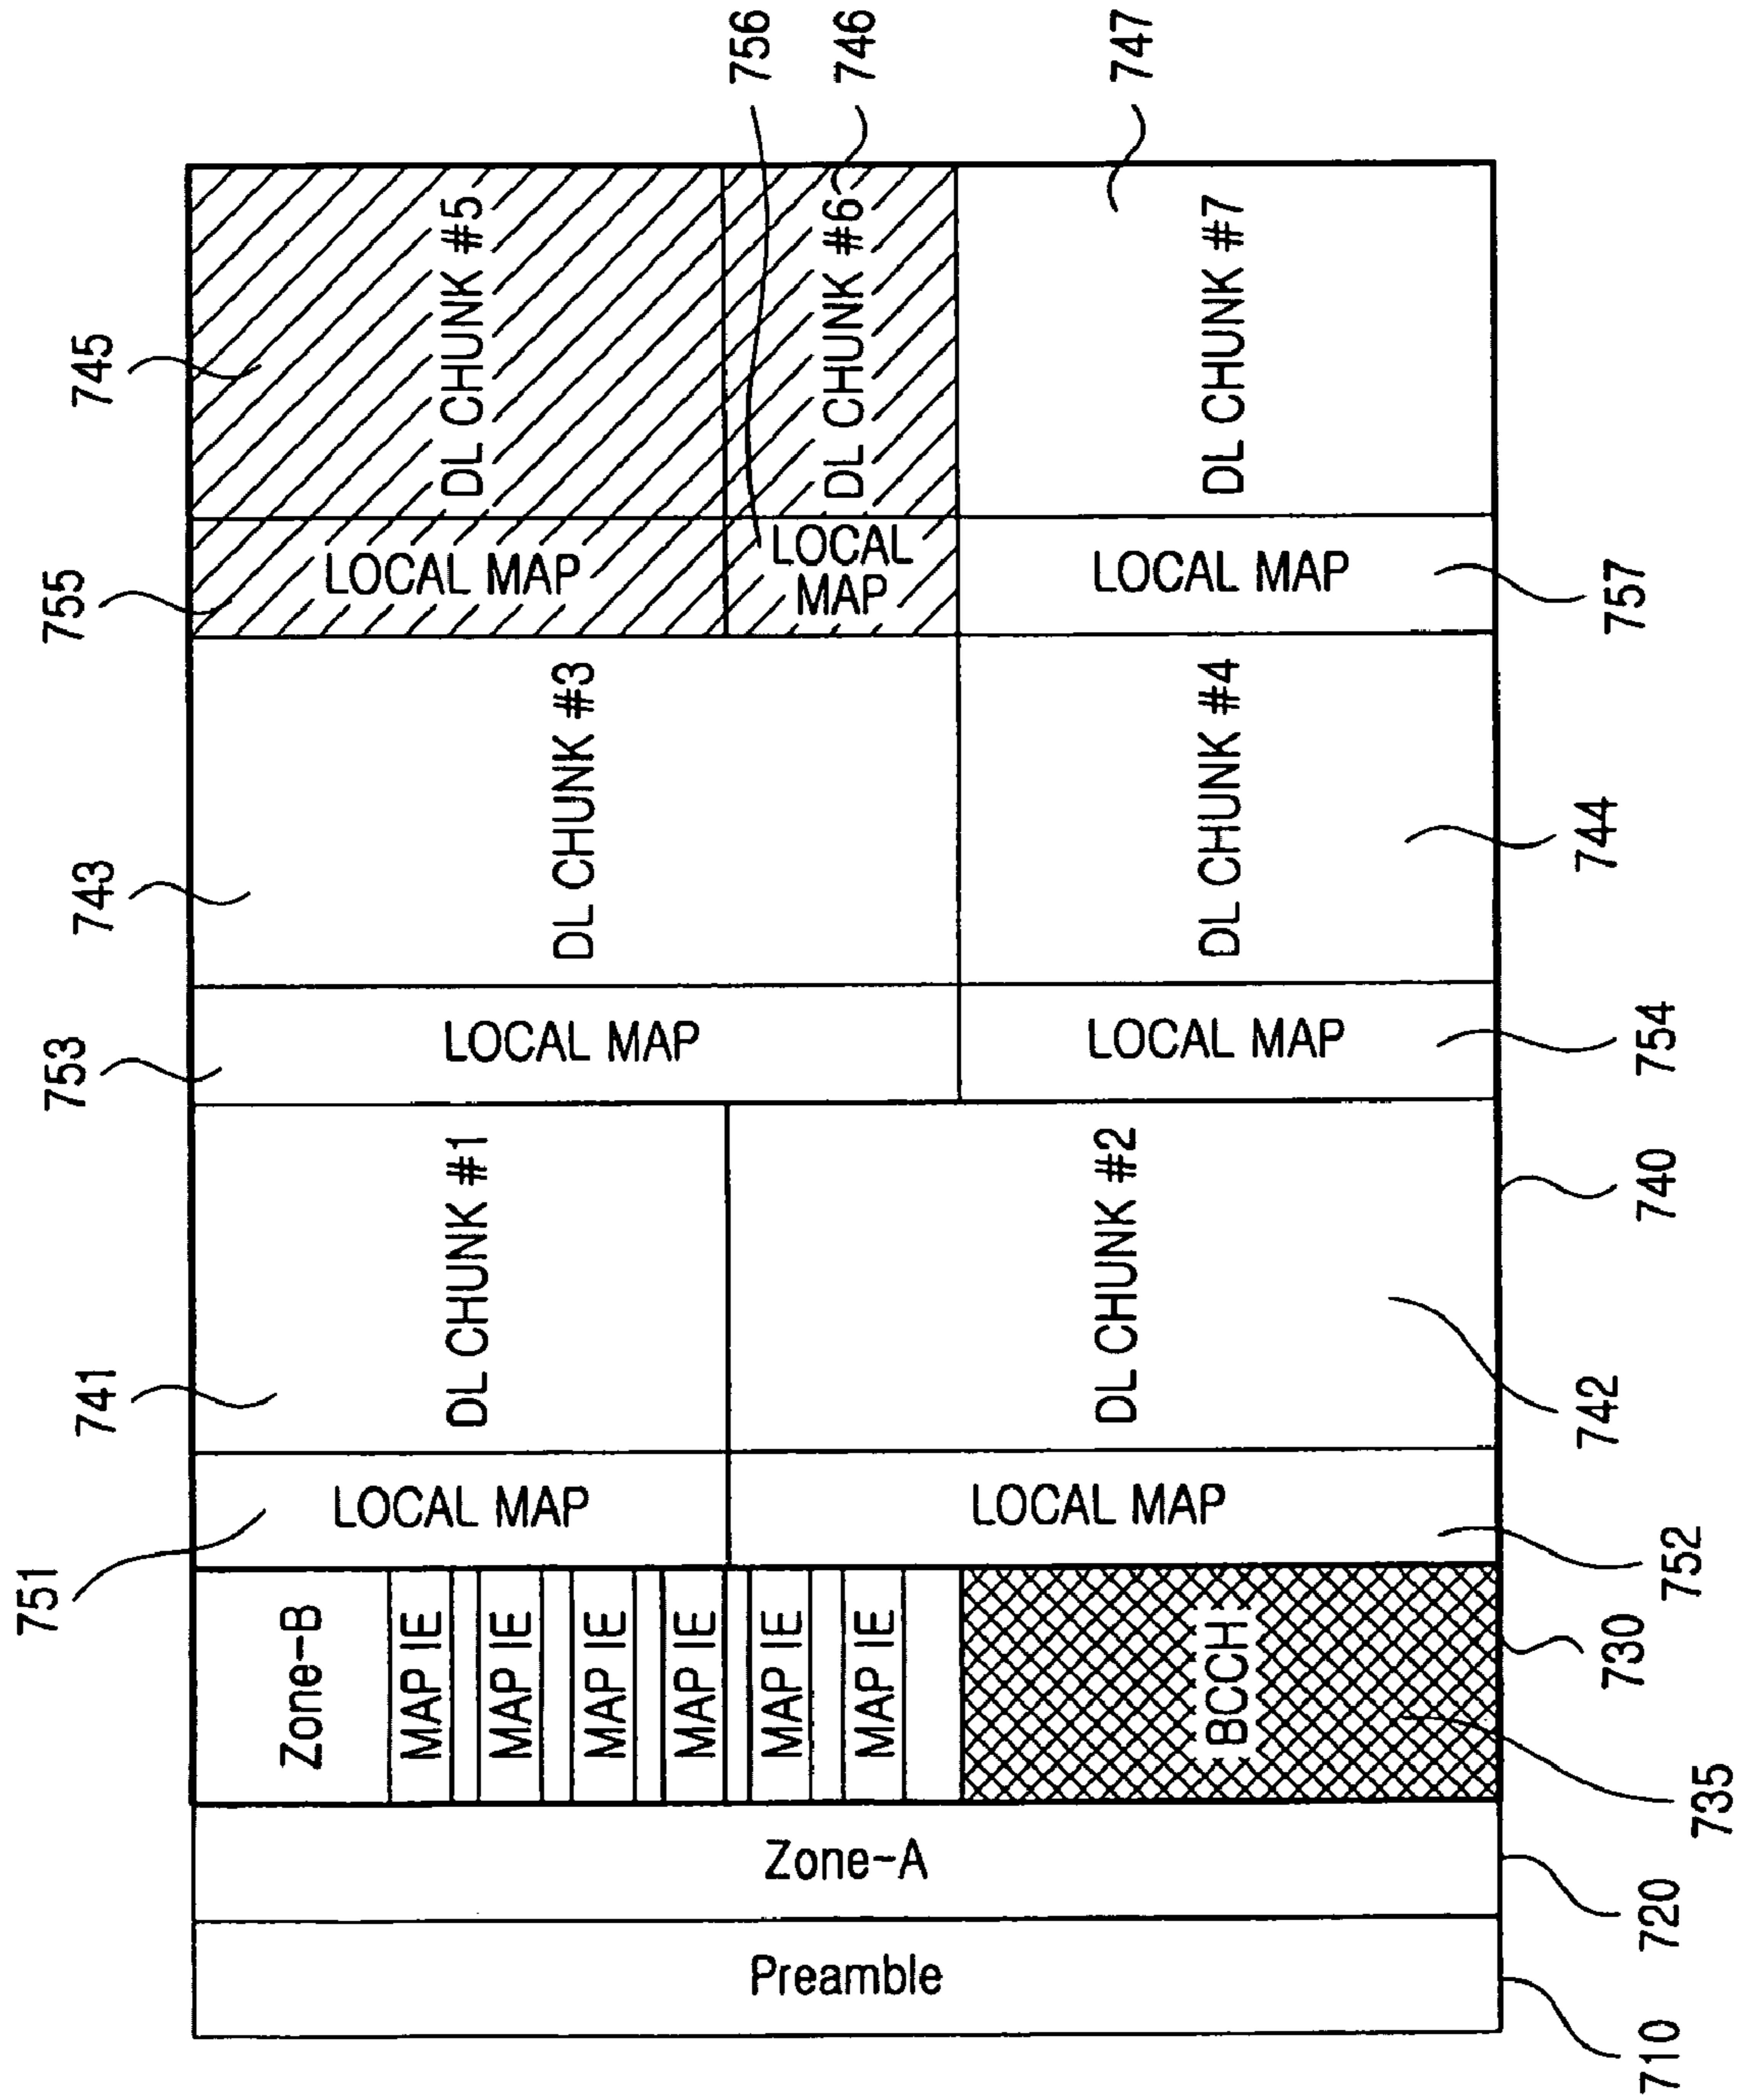 756
746
747
745
DL CHUNK #5
DL CHUNK #6
DL CHUNK #7
755
LOCAL MAP
LOCAL
MAP
LOCAL MAP
757
743
DL CHUNK #3
DL CHUNK #4
744
753
LOCAL MAP
LOCAL MAP
754
741
DL CHUNK #1
DL CHUNK #2
740
742
751
LOCAL MAP
LOCAL MAP
752
Zone-B
MAP IE
MAP IE
MAP IE
MAP IE
MAP IE
MAP IE
BCCH
730
735
Zone-A
720
Preamble
710